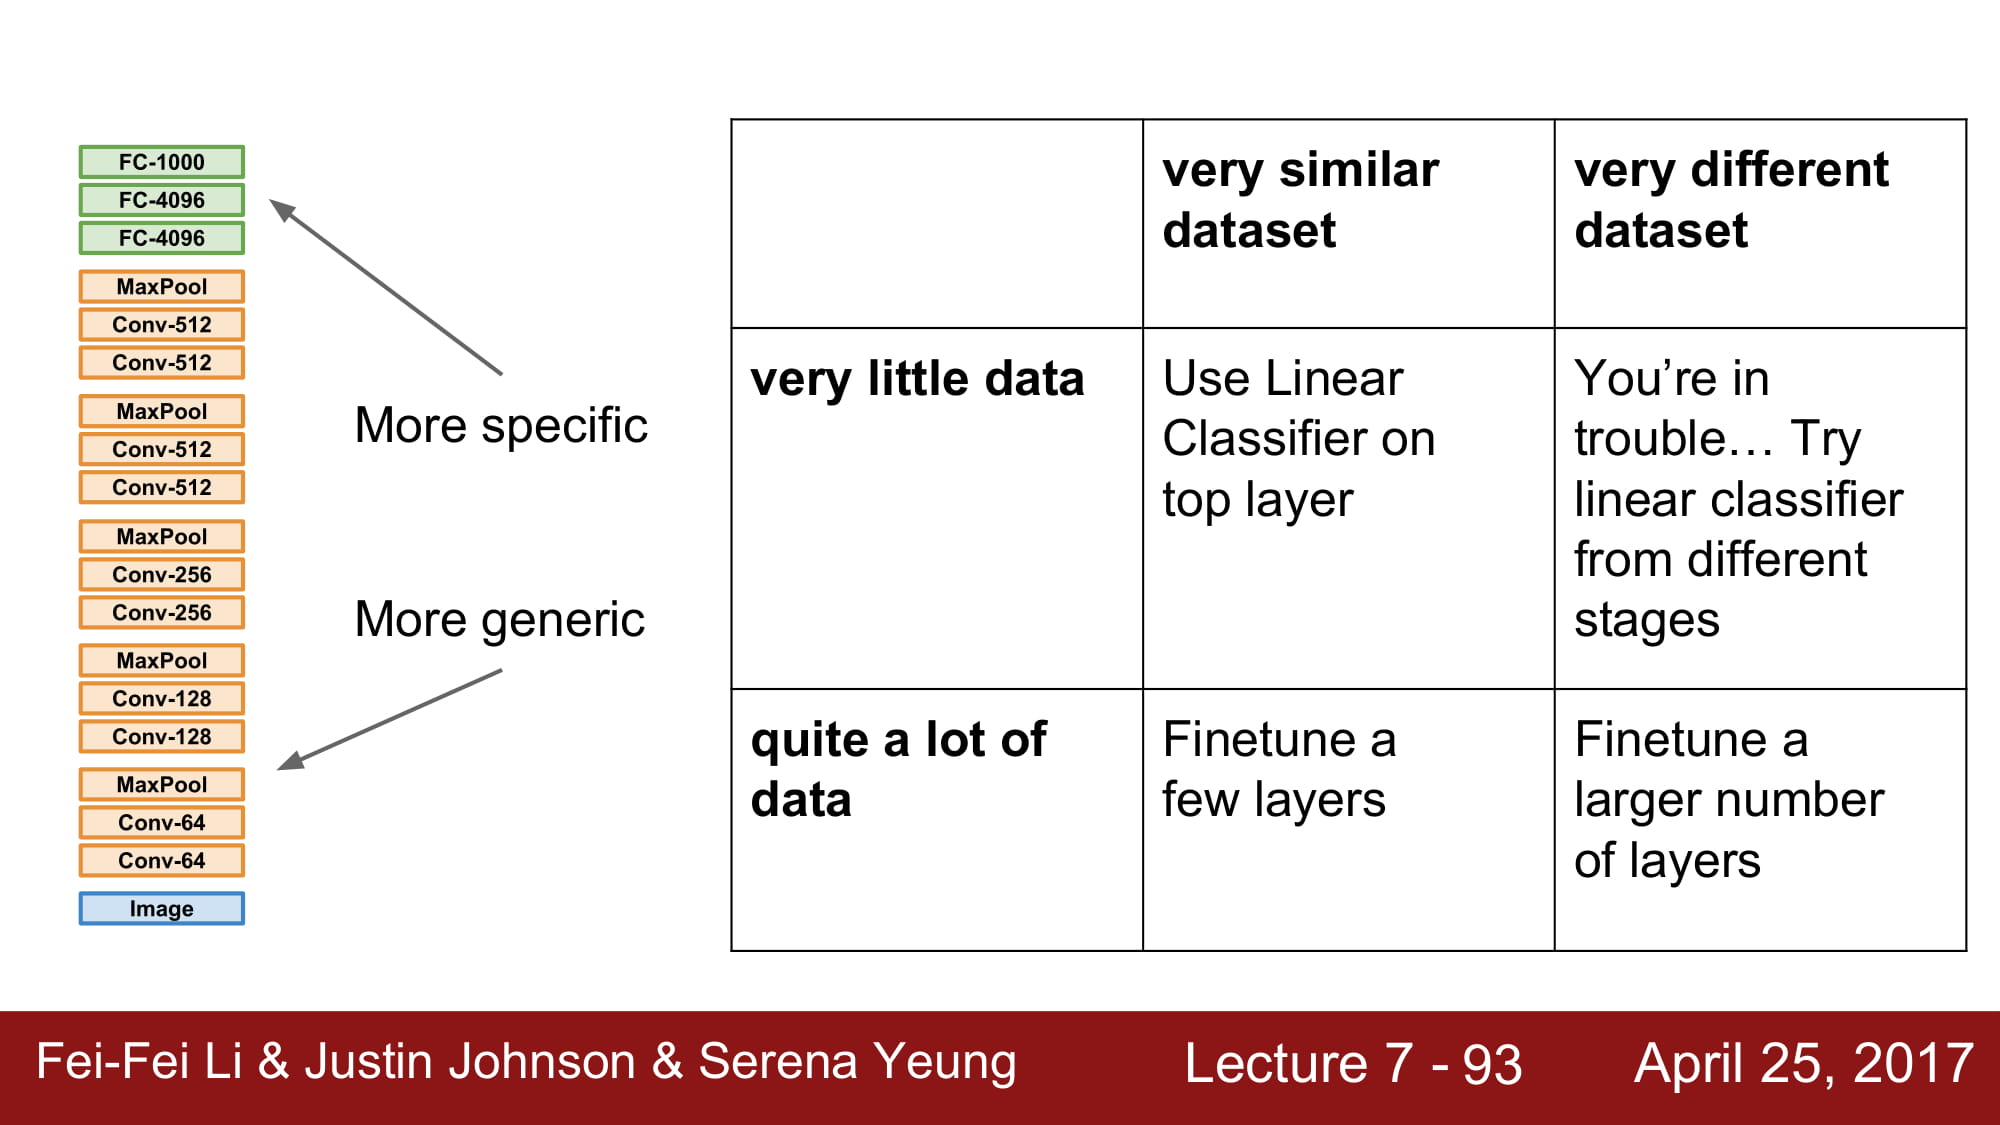 FC-1000
FC-4096
FC-4096
MaxPool
Conv-512
Conv-512
MaxPool
Conv-512
Conv-512
MaxPool
Conv-256
Conv-256
MaxPool
Conv-128
Conv-128
MaxPool
Conv-64
Conv-64
Image
More specific
More generic
very similar
dataset
very different
dataset
very little data
Use Linear
Classifier on
top layer
You’re in
trouble… Try
linear classifier
from different
stages
quite a lot of
data
Finetune a
few layers
Finetune a
larger number
of layers
Fei-Fei Li & Justin Johnson & Serena Yeung
Lecture 7 - 93
April 25, 2017